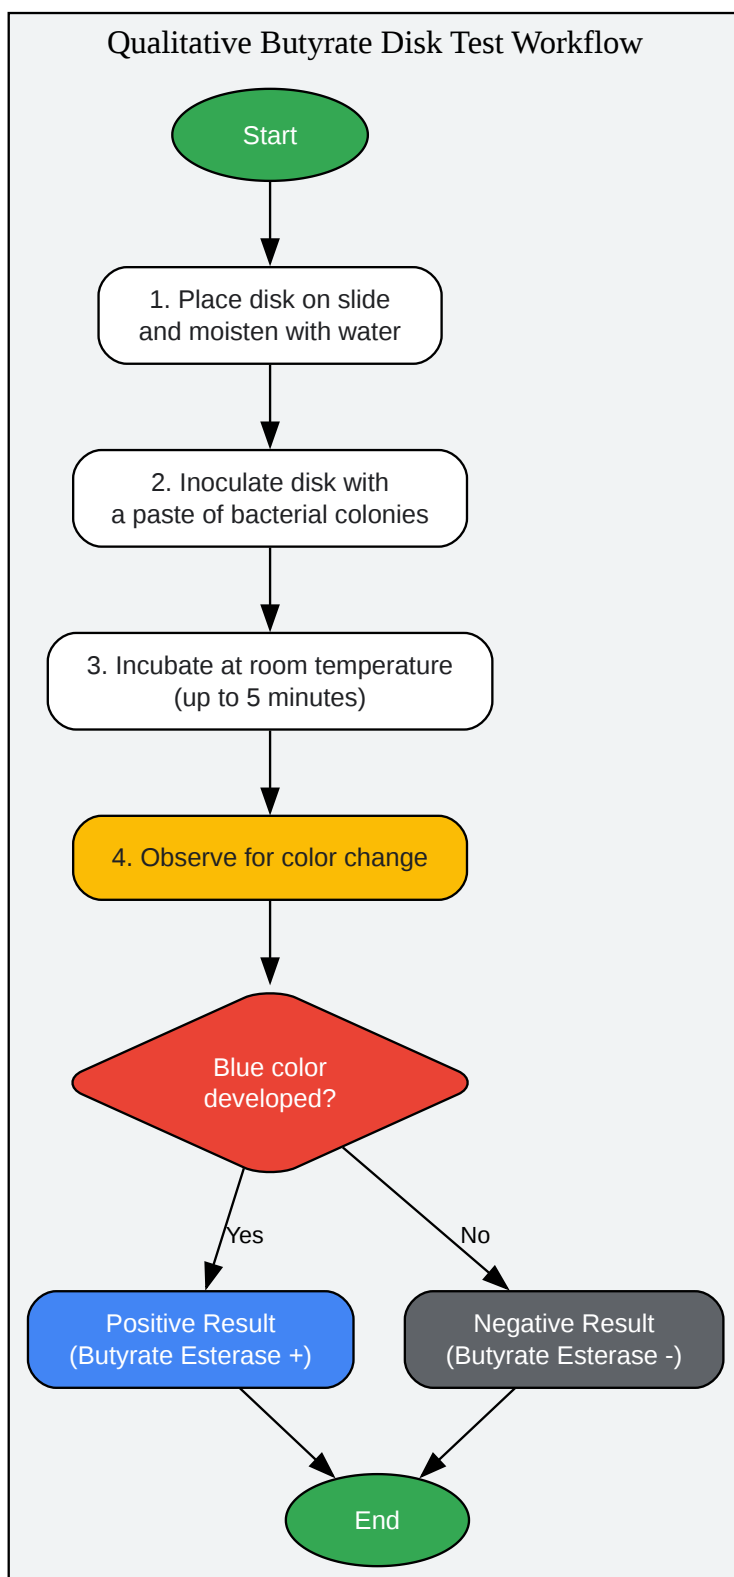 Qualitative Butyrate Disk Test Workflow
Start
1. Place disk on slide
and moisten with water
2. Inoculate disk with
a paste of bacterial colonies
3. Incubate at room temperature
(up to 5 minutes)
4. Observe for color change
Blue color
developed?
Yes
No
Positive Result
(Butyrate Esterase +)
Negative Result
(Butyrate Esterase -)
End